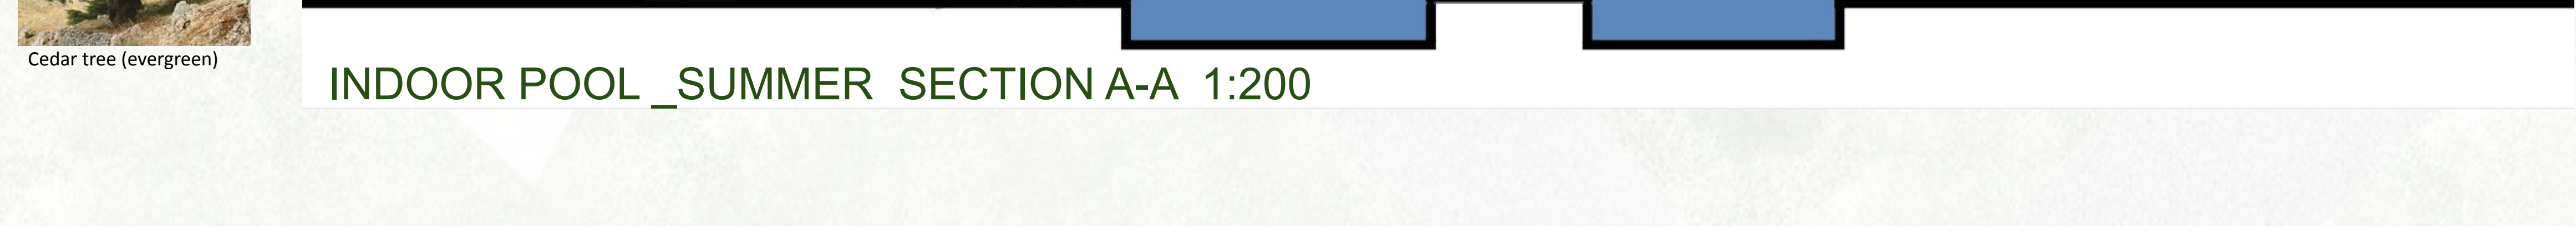 Cedar tree (evergreen)
INDOOR POOL _SUMMER  SECTION A-A  1:200